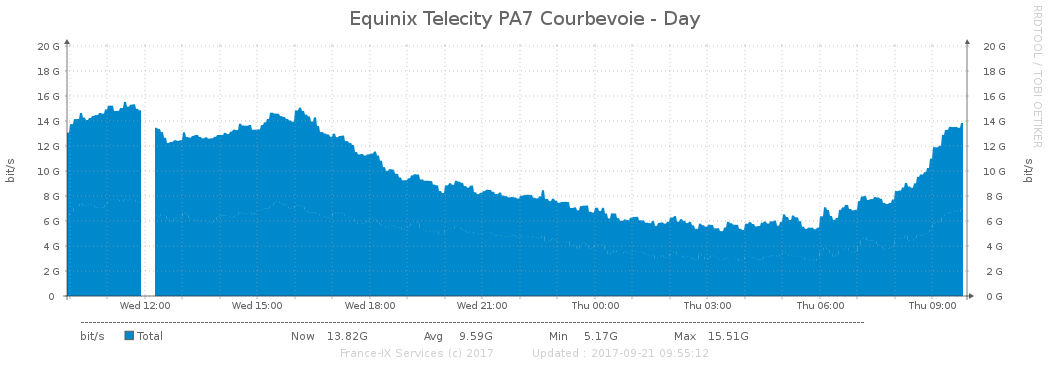 Equinix Telecity PA7 Courbevoie - Day
RRDTOOL / TOBI OETIKER
bit/s
20 G 20 G
18 G 18 G
16 G 16 G
14 G 14 G
12 G 12 G
10 G 10 G
8 G 8 G
6 G 6 G
4 G 4 G
2 G 2 G
0 0 G
bit/s
Wed 12:00 Wed 15:00 Wed 18:00 Wed 21:00 Thu 00:00 Thu 03:00 Thu 06:00 Thu 09:00
bit/s Total Now 13.82G Avg 9.59G Min 5.17G Max 15.51G
France-IX Services (c) 2017 Updated : 2017-09-21 09:55:12